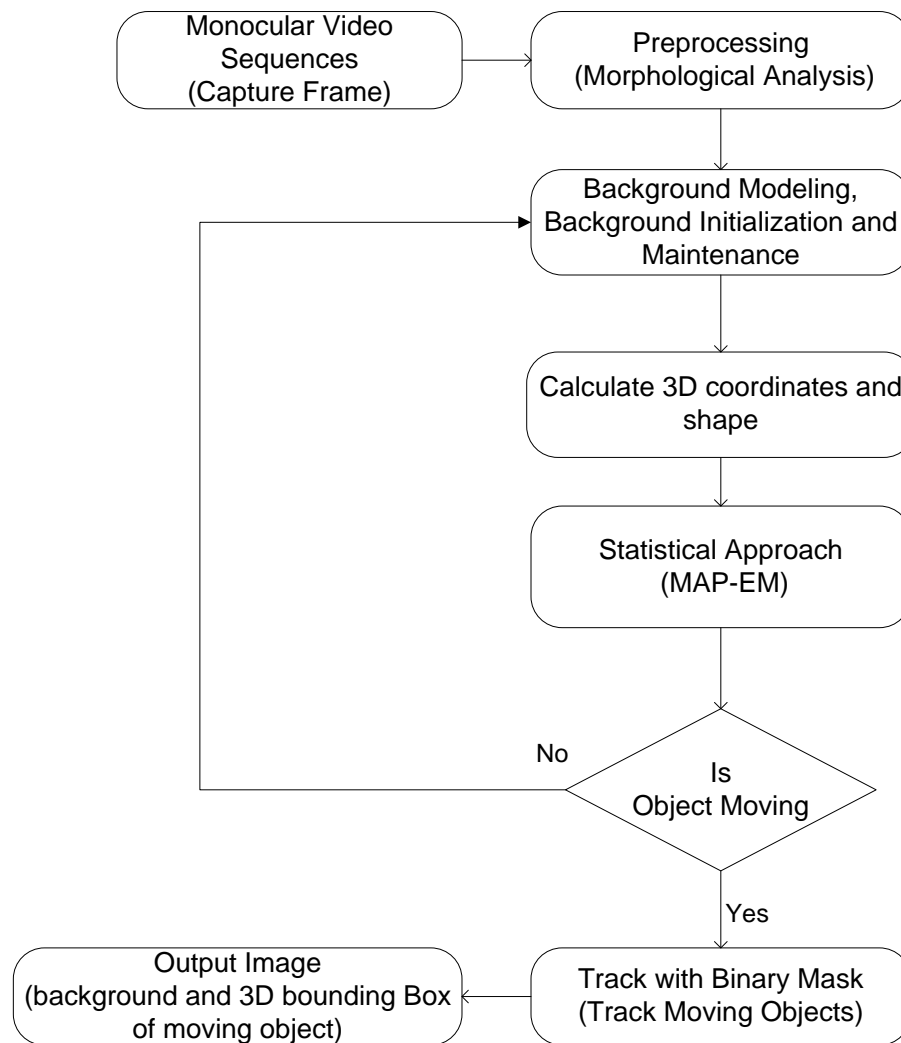 Monocular Video
Sequences
(Capture Frame)
Preprocessing
(Morphological Analysis)
Background Modeling,
Background Initialization and
Maintenance
Calculate 3D coordinates and
shape
Statistical Approach
(MAP-EM)
No
Is
Object Moving
Yes
Track with Binary Mask
(Track Moving Objects)
Output Image
(background and 3D bounding Box
of moving object)